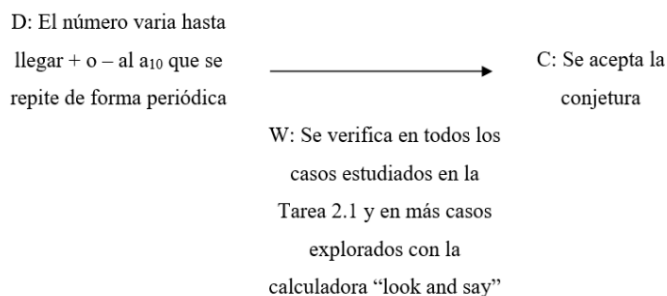 D: El número varia hasta
llegar + o – al a₁₀ que se
repite de forma periódica
C: Se acepta la
conjetura
W: Se verifica en todos los
casos estudiados en la
Tarea 2.1 y en más casos
explorados con la
calculadora “look and say”